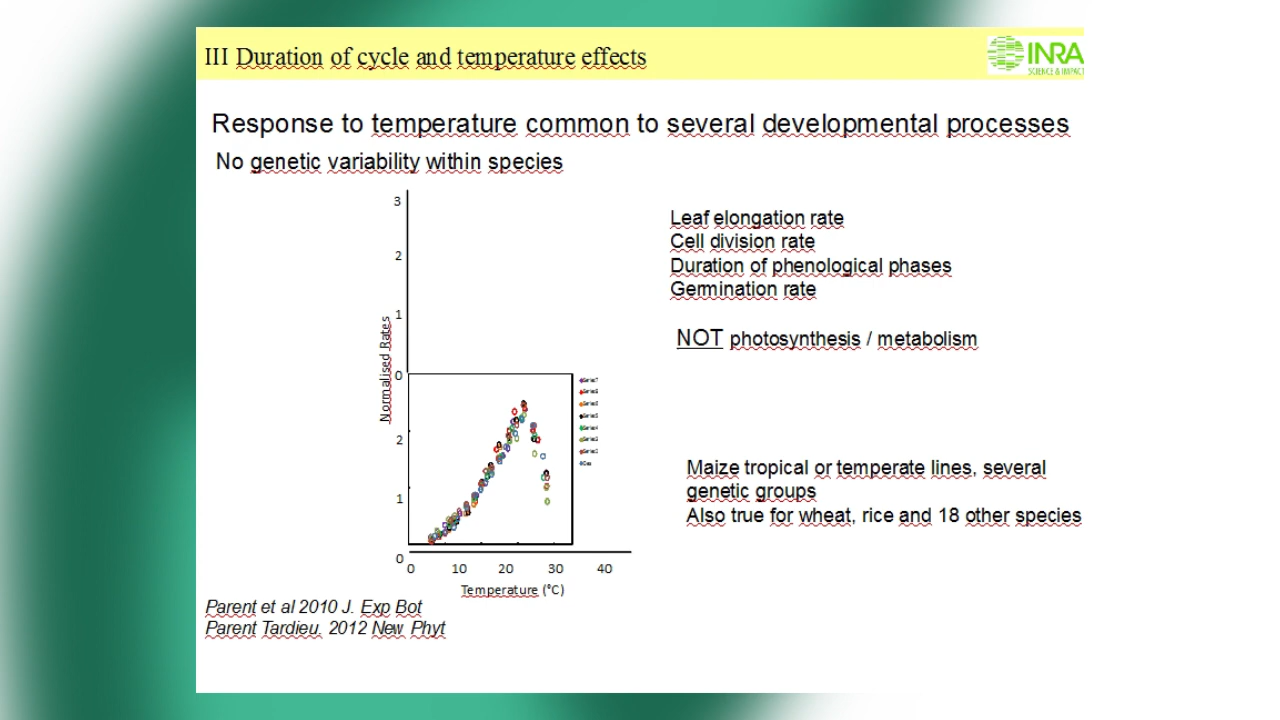 III Duration of cycle and temperature effects
INRA
SCIENCE & IMPACT
Response to temperature common to several developmental processes
No genetic variability within species
3
2
1
0
2
1
0
Normalised Rates
0 10 20 30 40
Temperature (°C)
Leaf elongation rate
Cell division rate
Duration of phenological phases
Germination rate
NOT photosynthesis / metabolism
Maize tropical or temperate lines, several
genetic groups
Also true for wheat, rice and 18 other species
Parent et al 2010 J. Exp Bot
Parent Tardieu, 2012 New Phyt